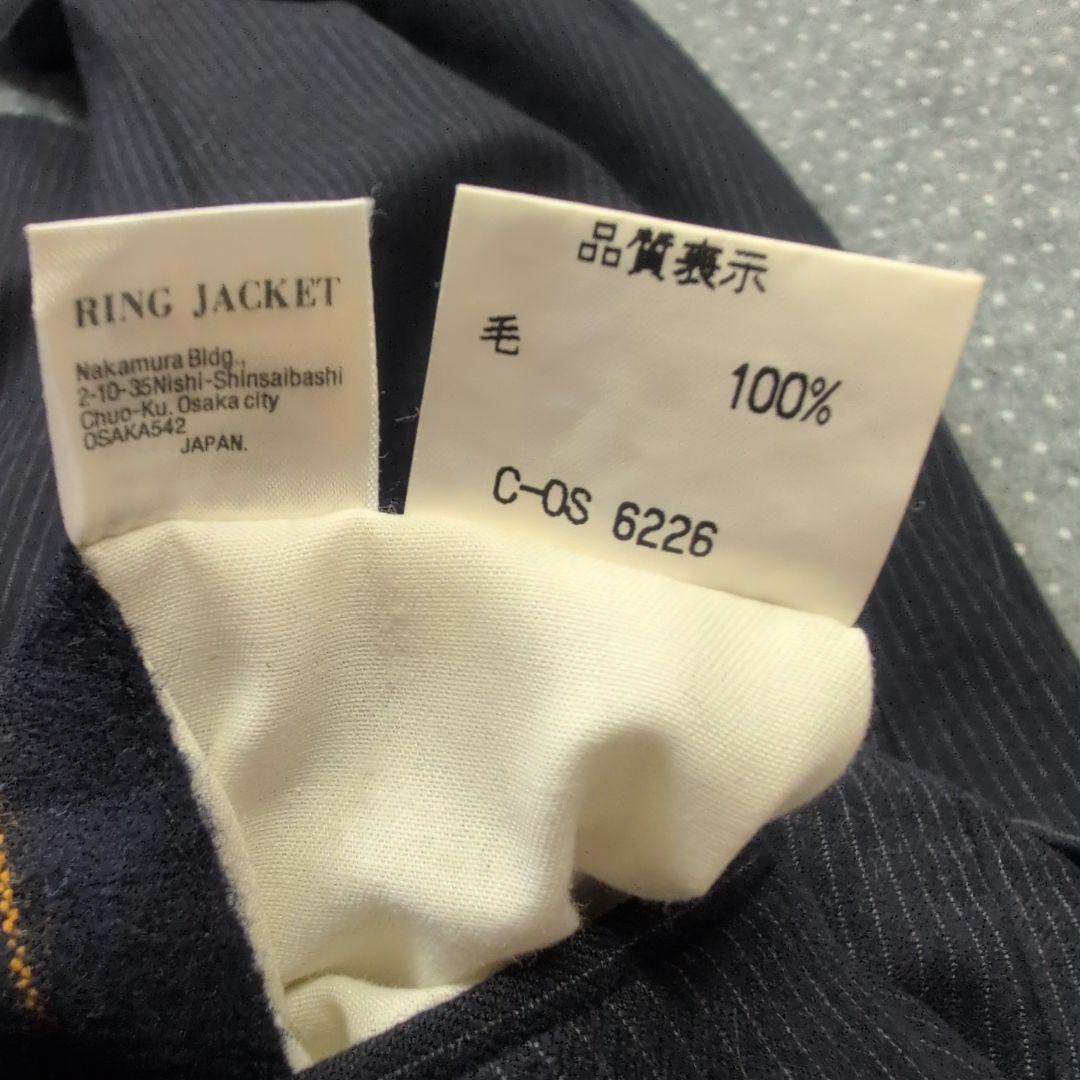 RING JACKET
Nakamura Bldg.,
2-10-35Nishi-Shinsaibashi
Chuo-Ku. Osaka city
OSAKA542
JAPAN.
品質表示
毛
100%
C-OS 6226